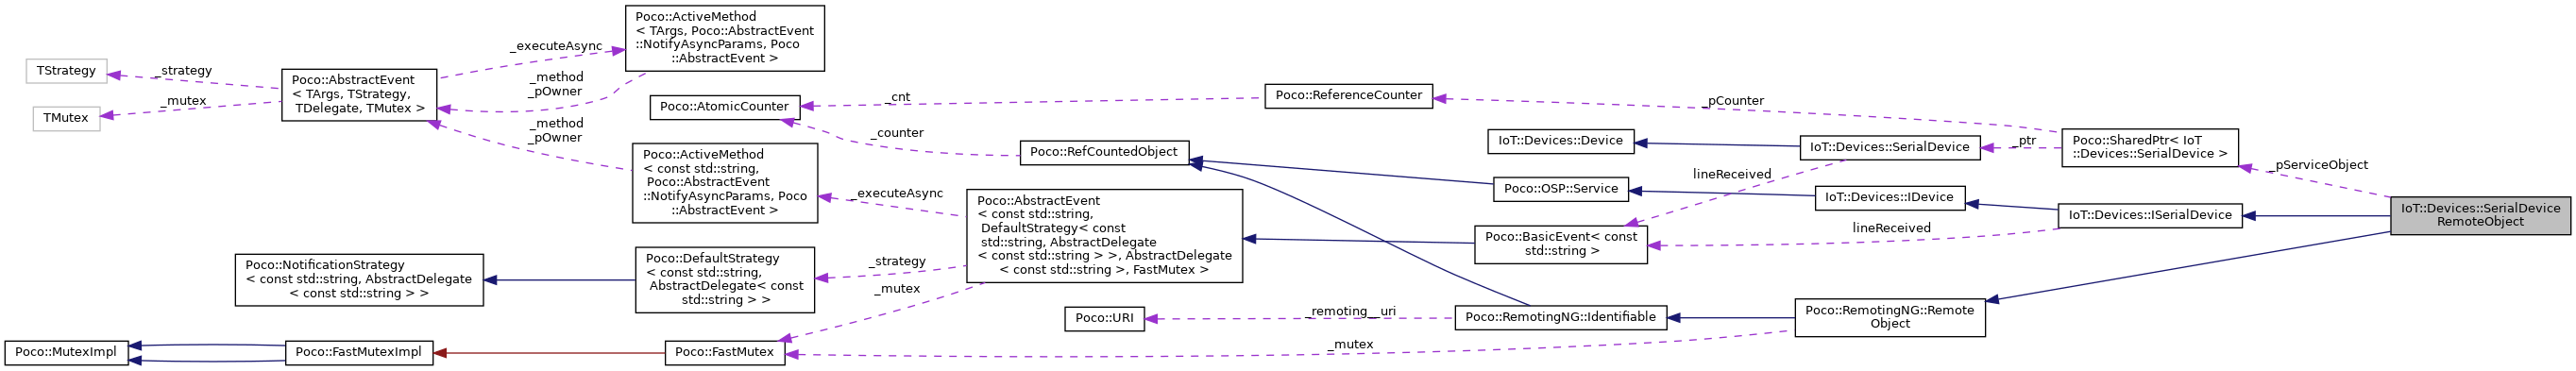 TStrategy
TMutex
_strategy
_mutex
Poco::AbstractEvent
< TArgs, TStrategy,
TDelegate, TMutex >
_executeAsync
_method
_pOwner
_method
_pOwner
Poco::ActiveMethod
< TArgs, Poco::AbstractEvent
::NotifyAsyncParams, Poco
::AbstractEvent >
Poco::AtomicCounter
Poco::ActiveMethod
< const std::string,
Poco::AbstractEvent
::NotifyAsyncParams, Poco
::AbstractEvent >
_cnt
_counter
_executeAsync
Poco::NotificationStrategy
< const std::string, AbstractDelegate
< const std::string > >
Poco::DefaultStrategy
< const std::string,
AbstractDelegate< const
std::string > >
_strategy
_mutex
Poco::MutexImpl
Poco::FastMutexImpl
Poco::FastMutex
Poco::RefCountedObject
Poco::AbstractEvent
< const std::string,
DefaultStrategy< const
std::string, AbstractDelegate
< const std::string > >, AbstractDelegate
< const std::string >, FastMutex >
Poco::URI
_remoting__uri
_mutex
Poco::ReferenceCounter
_pCounter
IoT::Devices::Device
Poco::OSP::Service
Poco::BasicEvent< const
std::string >
Poco::RemotingNG::Identifiable
lineReceived
lineReceived
IoT::Devices::SerialDevice
IoT::Devices::IDevice
Poco::RemotingNG::Remote
Object
_ptr
Poco::SharedPtr< IoT
::Devices::SerialDevice >
IoT::Devices::ISerialDevice
_pServiceObject
IoT::Devices::SerialDevice
RemoteObject